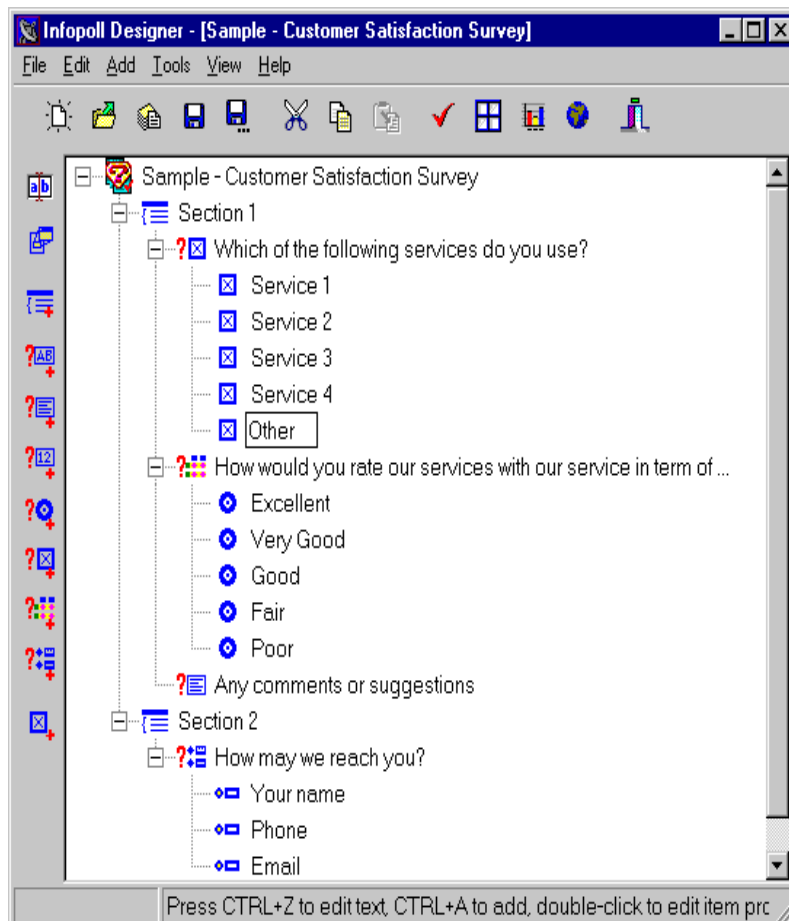 Infopoll Designer - [Sample - Customer Satisfaction Survey]
File Edit Add Tools View Help
Sample - Customer Satisfaction Survey
Section 1
Which of the following services do you use?
Service 1
Service 2
Service 3
Service 4
Other
How would you rate our services with our service in term of ...
Excellent
Very Good
Good
Fair
Poor
Any comments or suggestions
Section 2
How may we reach you?
Your name
Phone
Email
Press CTRL+Z to edit text, CTRL+A to add, double-click to edit item prc